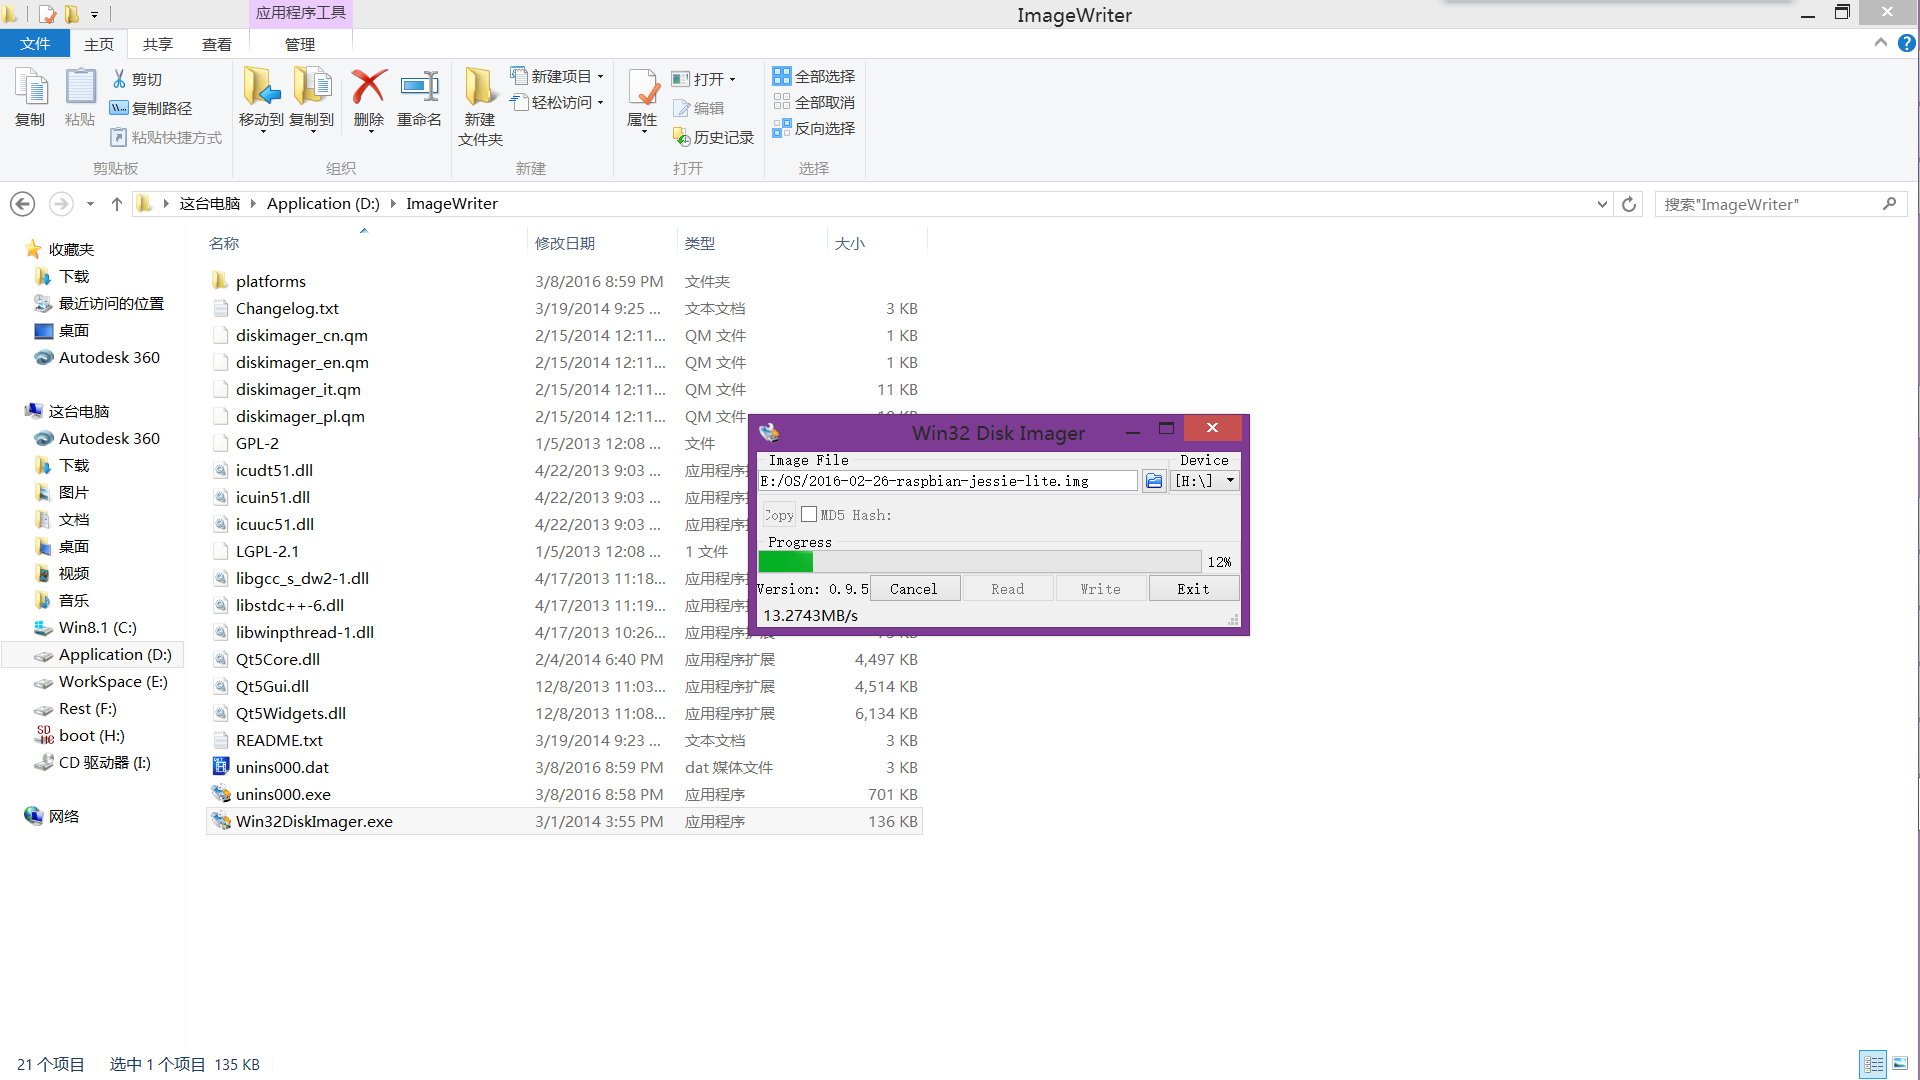 应用程序工具
ImageWriter
文件 主页 共享 查看 管理
复制
粘贴
剪切
复制路径
粘贴快捷方式
剪贴板
移动到 复制到 删除 重命名
组织
新建
文件夹
新建项目
轻松访问
新建
属性
打开
编辑
历史记录
打开
全部选择
全部取消
反向选择
选择
这台电脑 Application (D:) ImageWriter
搜索"ImageWriter"
收藏夹
下载
最近访问的位置
桌面
Autodesk 360
这台电脑
Autodesk 360
下载
图片
文档
桌面
视频
音乐
Win8.1 (C:)
Application (D:)
WorkSpace (E:)
Rest (F:)
boot (H:)
CD 驱动器 (I:)
网络
名称 修改日期 类型 大小
platforms 3/8/2016 8:59 PM 文件夹
Changelog.txt 3/19/2014 9:25 ... 文本文档 3 KB
diskimager_cn.qm 2/15/2014 12:11... QM 文件 1 KB
diskimager_en.qm 2/15/2014 12:11... QM 文件 1 KB
diskimager_it.qm 2/15/2014 12:11... QM 文件 11 KB
diskimager_pl.qm 2/15/2014 12:11... QM 文件
GPL-2 1/5/2013 12:08 ... 文件
icudt51.dll 4/22/2013 9:03 ... 应用程序
icuin51.dll 4/22/2013 9:03 ... 应用程序
icuuc51.dll 4/22/2013 9:03 ... 应用程序
LGPL-2.1 1/5/2013 12:08 ... 1 文件
libgcc_s_dw2-1.dll 4/17/2013 11:18... 应用程序
libstdc++-6.dll 4/17/2013 11:19... 应用程序
libwinpthread-1.dll 4/17/2013 10:26... 应用程序扩展
Qt5Core.dll 2/4/2014 6:40 PM 应用程序扩展 4,497 KB
Qt5Gui.dll 12/8/2013 11:03... 应用程序扩展 4,514 KB
Qt5Widgets.dll 12/8/2013 11:08... 应用程序扩展 6,134 KB
README.txt 3/19/2014 9:23 ... 文本文档 3 KB
unins000.dat 3/8/2016 8:59 PM dat 媒体文件 3 KB
unins000.exe 3/8/2016 8:58 PM 应用程序 701 KB
Win32DiskImager.exe 3/1/2014 3:55 PM 应用程序 136 KB
Win32 Disk Imager
Image File Device
E:/OS/2016-02-26-raspbian-jessie-lite.img [H:\]
Copy MD5 Hash:
Progress
12%
Version: 0.9.5 Cancel Read Write Exit
13.2743MB/s
21 个项目 选中 1 个项目 135 KB